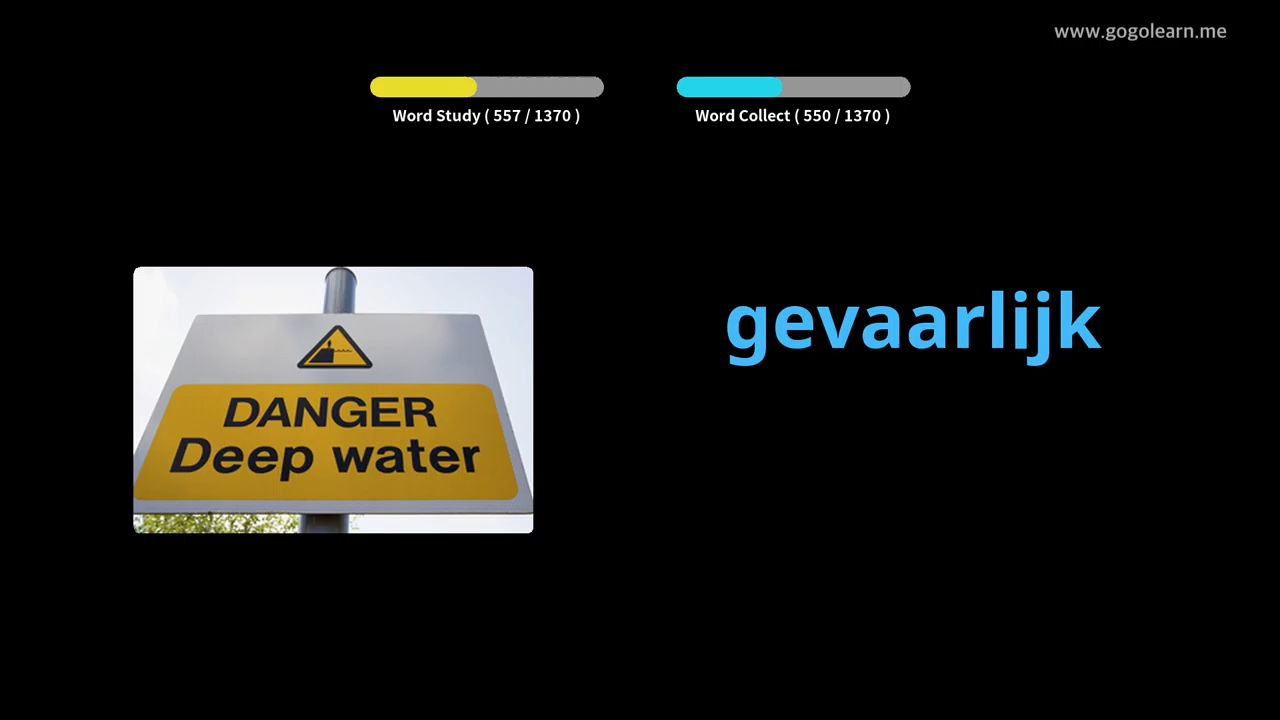 www.gogolearn.me
Word Study ( 557 / 1370 )
Word Collect ( 550 / 1370 )
DANGER
Deep water
gevaarlijk